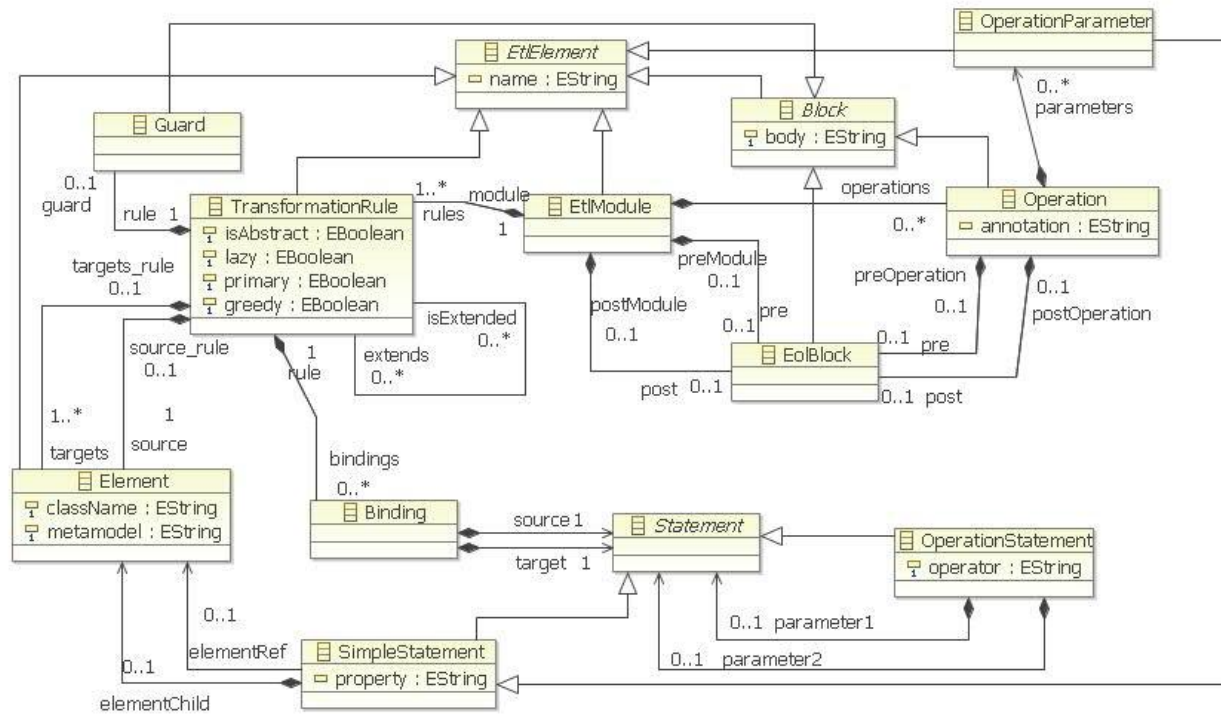 OperationParameter
EtlElement
name : EString
0..*
parameters
Guard
Block
body : EString
0..1
guard
rule 1
TransformationRule
isAbstract : EBoolean
lazy : EBoolean
primary : EBoolean
greedy : EBoolean
1..*
rules
module
1
EtlModule
operations
0..*
Operation
annotation : EString
targets_rule
0..1
preModule
0..1
preOperation
0..1
0..1
postOperation
postModule
0..1
pre
0..1
isExtended
0..*
extends
0..*
source_rule
0..1
1
rule
EolBlock
0..1
pre
post 0..1
0..1 post
1..*
targets
1
source
bindings
0..*
Element
className : EString
metamodel : EString
Binding
source 1
target 1
Statement
OperationStatement
operator : EString
0..1
elementRef
0..1 parameter1
0..1 parameter2
0..1
elementChild
SimpleStatement
property : EString